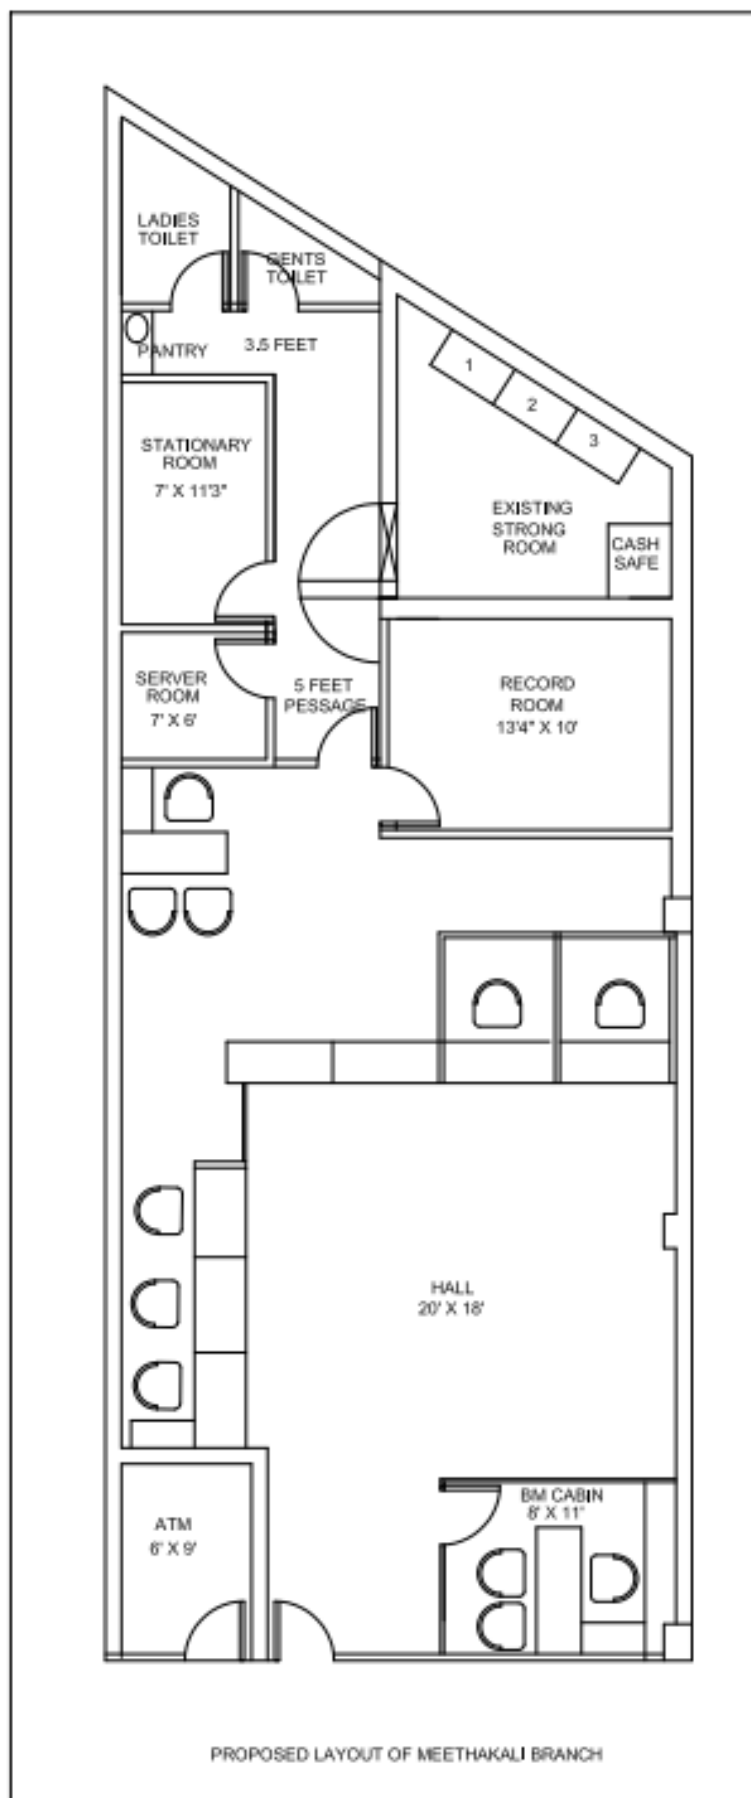 LADIES
TOILET
GENTS
TOILET
PANTRY
3.5 FEET
1
2
3
STATIONARY
ROOM
7' X 11'3"
EXISTING
STRONG
ROOM
CASH
SAFE
SERVER
ROOM
7' X 6'
5 FEET
PESSAGE
RECORD
ROOM
13'4" X 10'
HALL
20' X 18'
BM CABIN
8' X 11'
ATM
6' X 9'
PROPOSED LAYOUT OF MEETHAKALI BRANCH